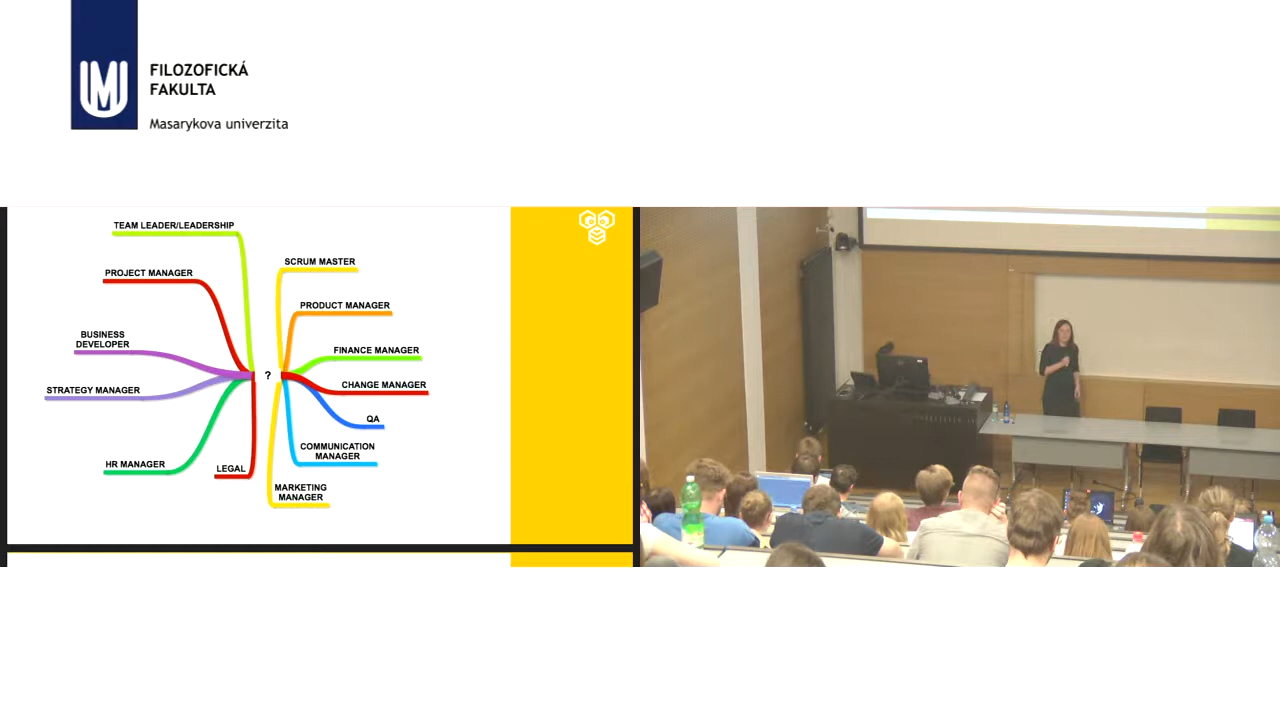 FILOZOFICKÁ
FAKULTA
Masarykova univerzita
TEAM LEADER/LEADERSHIP
PROJECT MANAGER
BUSINESS
DEVELOPER
STRATEGY MANAGER
HR MANAGER
LEGAL
?
SCRUM MASTER
PRODUCT MANAGER
FINANCE MANAGER
CHANGE MANAGER
QA
COMMUNICATION
MANAGER
MARKETING
MANAGER